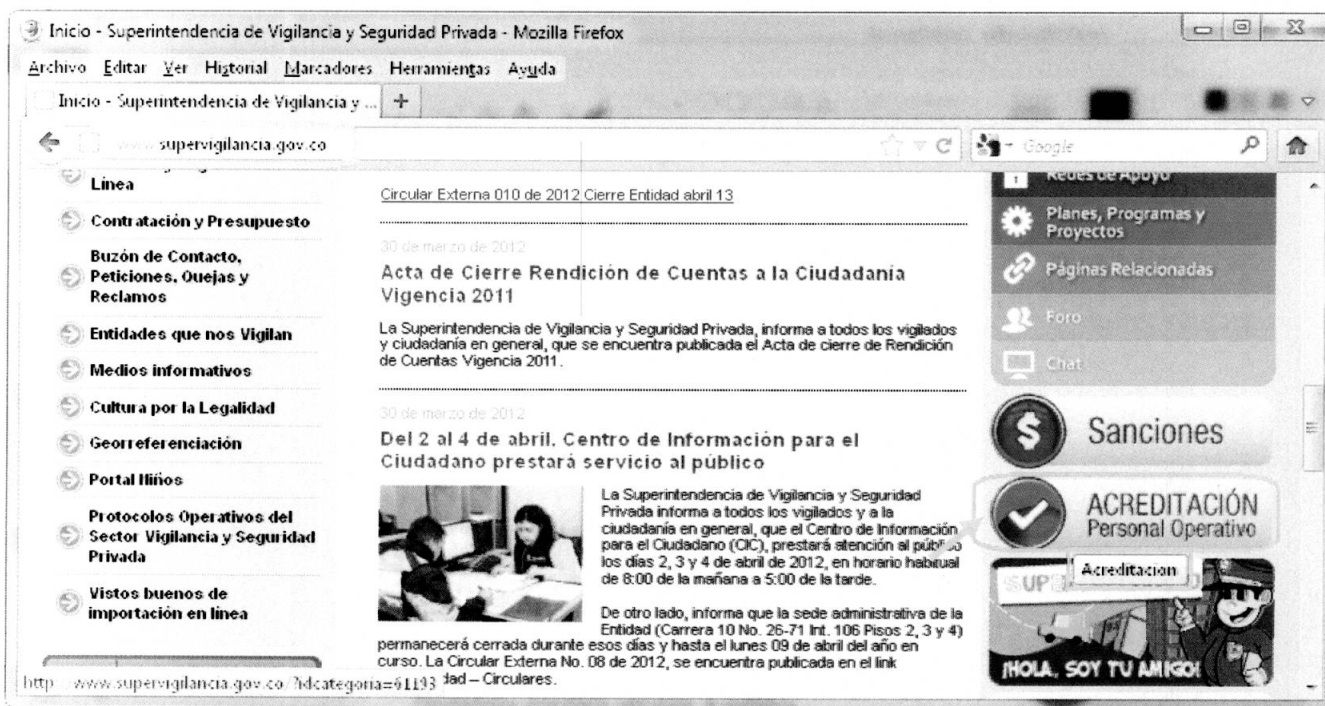 Inicio - Superintendencia de Vigilancia y Seguridad Privada - Mozilla Firefox
Archivo Editar Ver Historial Marcadores Herramientas Ayuda
Inicio - Superintendencia de Vigilancia y ...
www.supervigilancia.gov.co
Google
Línea
Contratación y Presupuesto
Buzón de Contacto,
Peticiones, Quejas y
Reclamos
Entidades que nos Vigilan
Medios informativos
Cultura por la Legalidad
Georreferenciación
Portal Niños
Protocolos Operativos del
Sector Vigilancia y Seguridad
Privada
Vistos buenos de
importación en línea
Circular Externa 010 de 2012 Cierre Entidad abril 13
30 de marzo de 2012
Acta de Cierre Rendición de Cuentas a la Ciudadanía
Vigencia 2011
La Superintendencia de Vigilancia y Seguridad Privada, informa a todos los vigilados
y ciudadanía en general, que se encuentra publicada el Acta de cierre de Rendición
de Cuentas Vigencia 2011.
30 de marzo de 2012
Del 2 al 4 de abril, Centro de Información para el
Ciudadano prestará servicio al público
La Superintendencia de Vigilancia y Seguridad
Privada informa a todos los vigilados y a la
ciudadanía en general, que el Centro de Información
para el Ciudadano (CIC), prestará atención al público
los días 2, 3 y 4 de abril de 2012, en horario habitual
de 8:00 de la mañana a 5:00 de la tarde.
De otro lado, informa que la sede administrativa de la
Entidad (Carrera 10 No. 26-71 Int. 106 Pisos 2, 3 y 4)
permanecerá cerrada durante esos días y hasta el lunes 09 de abril del año en
curso. La Circular Externa No. 08 de 2012, se encuentra publicada en el link
dad – Circulares.
Redes de Apoyo
Planes, Programas y
Proyectos
Páginas Relacionadas
Foro
Chat
Sanciones
ACREDITACIÓN
Personal Operativo
Acreditacion
SUP
¡HOLA, SOY TU AMIGO!
http www.supervigilancia.gov.co/?idcategoria=61193